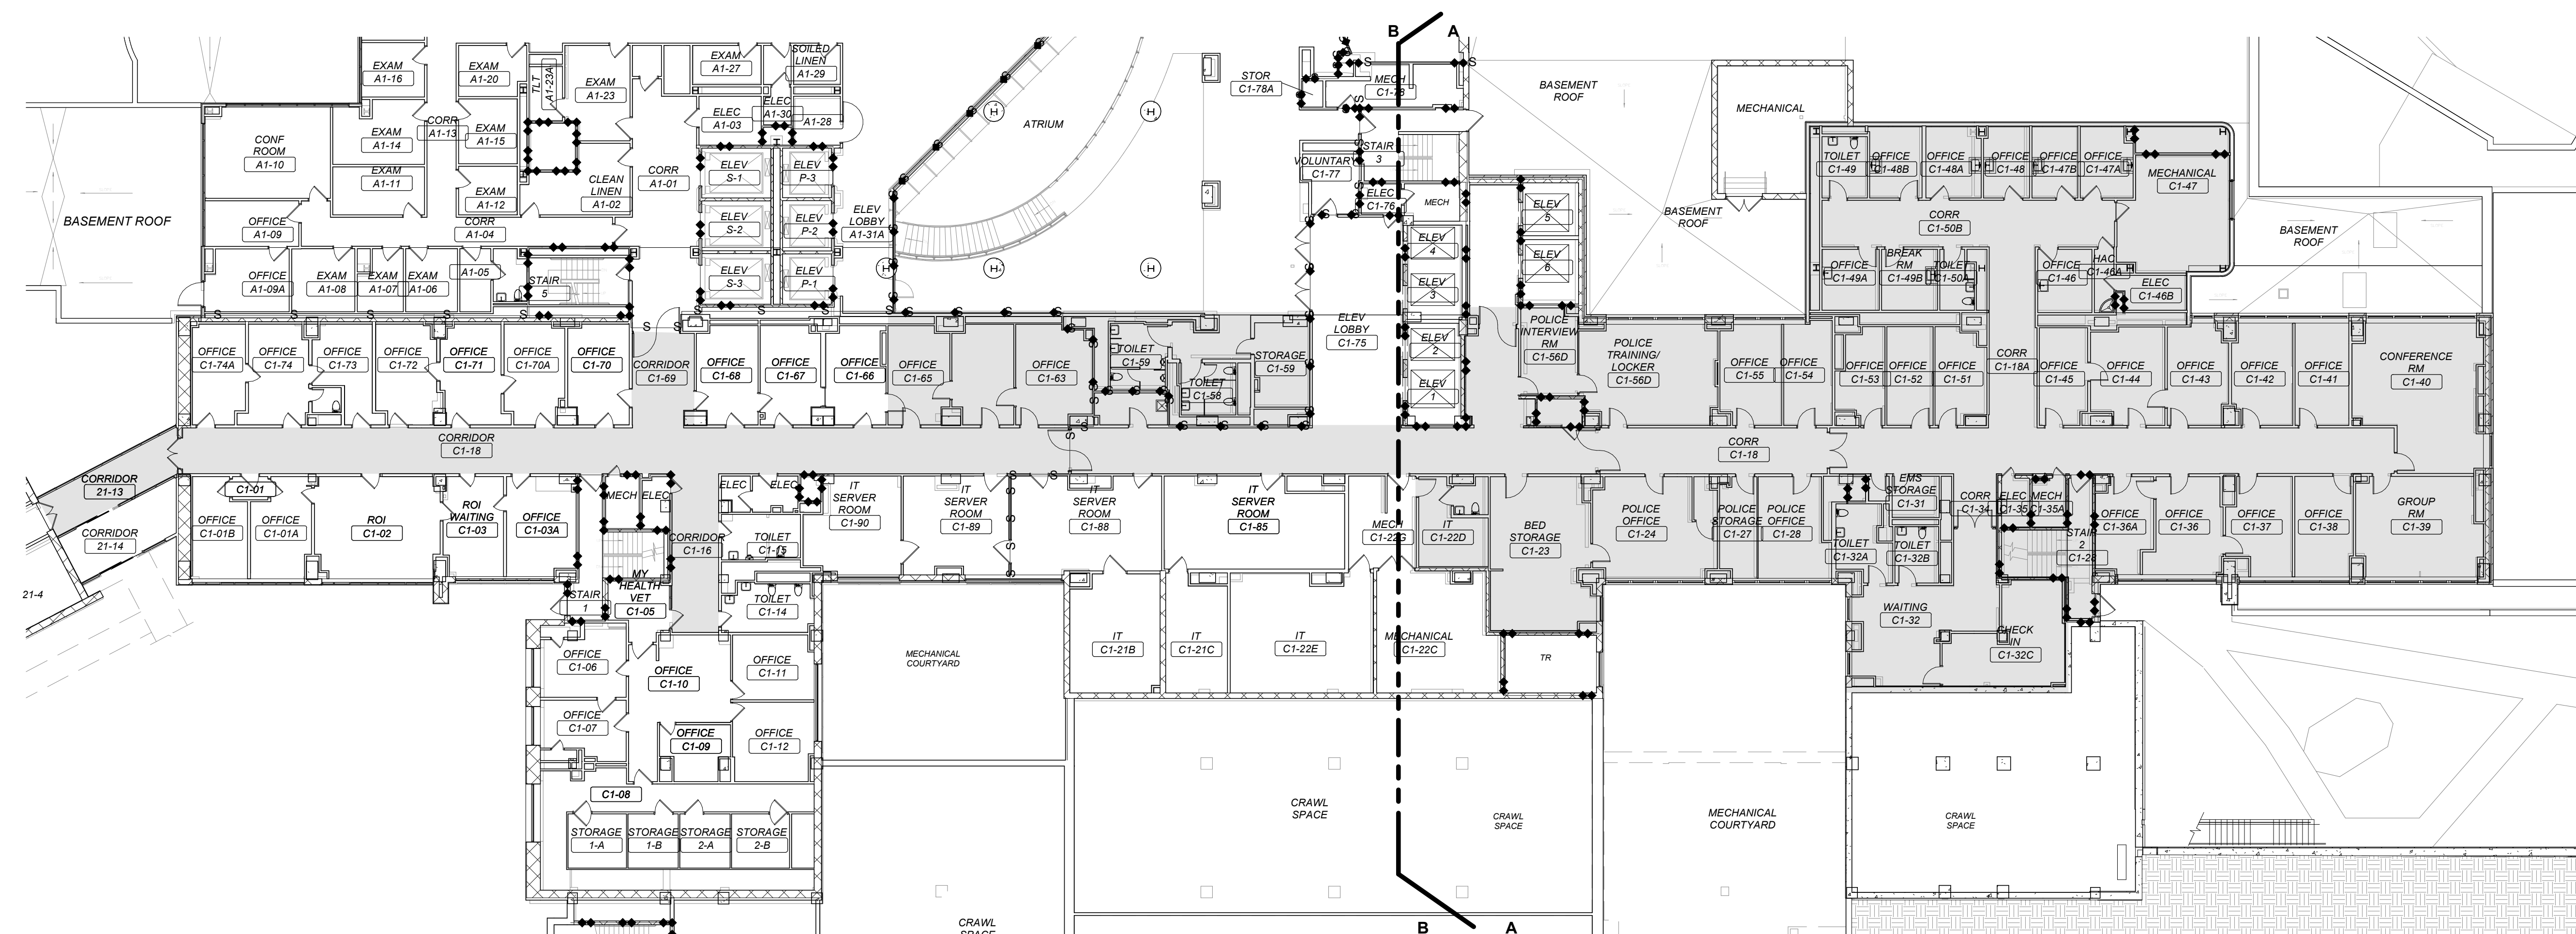 B
A
EXAM
A1-16
EXAM
A1-20
TLT
A1-23A
EXAM
A1-23
EXAM
A1-27
SOILED
LINEN
A1-29
ELEC
A1-30
A1-28
ELEC
A1-03
CONF
ROOM
A1-10
EXAM
A1-14
CORR
A1-13
EXAM
A1-15
EXAM
A1-11
EXAM
A1-12
CLEAN
LINEN
A1-02
CORR
A1-01
ELEV
S-1
ELEV
P-3
ELEV
S-2
ELEV
P-2
ELEV
S-3
ELEV
P-1
ELEV
LOBBY
A1-31A
ATRIUM
BASEMENT ROOF
OFFICE
A1-09
CORR
A1-04
OFFICE
A1-09A
EXAM
A1-08
EXAM
A1-07
EXAM
A1-06
A1-05
STAIR
5
STOR
C1-78A
MECH
C1-78
VOLUNTARY
C1-77
STAIR
3
ELEC
C1-76
MECH
ELEV
4
ELEV
3
ELEV
2
ELEV
1
ELEV
5
ELEV
6
ELEV
LOBBY
C1-75
BASEMENT
ROOF
BASEMENT
ROOF
MECHANICAL
TOILET
C1-49
OFFICE
C1-48B
OFFICE
C1-48A
OFFICE
C1-48
OFFICE
C1-47B
OFFICE
C1-47A
MECHANICAL
C1-47
CORR
C1-50B
OFFICE
C1-49A
BREAK
RM
C1-49B
TOILET
C1-50A
OFFICE
C1-46
HAC
C1-46A
ELEC
C1-46B
BASEMENT
ROOF
OFFICE
C1-74A
OFFICE
C1-74
OFFICE
C1-73
OFFICE
C1-72
OFFICE
C1-71
OFFICE
C1-70A
OFFICE
C1-70
CORRIDOR
C1-69
OFFICE
C1-68
OFFICE
C1-67
OFFICE
C1-66
OFFICE
C1-65
OFFICE
C1-63
TOILET
C1-59
TOILET
C1-58
STORAGE
C1-59
POLICE
INTERVIEW
RM
C1-56D
POLICE
TRAINING/
LOCKER
C1-56D
OFFICE
C1-55
OFFICE
C1-54
OFFICE
C1-53
OFFICE
C1-52
OFFICE
C1-51
CORR
C1-18A
OFFICE
C1-45
OFFICE
C1-44
OFFICE
C1-43
OFFICE
C1-42
OFFICE
C1-41
CONFERENCE
RM
C1-40
CORRIDOR
C1-18
CORR
C1-18
CORRIDOR
21-13
CORRIDOR
21-14
21-4
C1-01
OFFICE
C1-01B
OFFICE
C1-01A
ROI
C1-02
ROI
WAITING
C1-03
OFFICE
C1-03A
MECH
ELEC
CORRIDOR
C1-16
ELEC
ELEC
TOILET
C1-15
TOILET
C1-14
IT
SERVER
ROOM
C1-90
IT
SERVER
ROOM
C1-89
IT
SERVER
ROOM
C1-88
IT
SERVER
ROOM
C1-85
MECH
C1-22G
IT
C1-22D
BED
STORAGE
C1-23
POLICE
OFFICE
C1-24
POLICE
STORAGE
C1-27
POLICE
OFFICE
C1-28
TOILET
C1-32A
EMS
STORAGE
C1-31
TOILET
C1-32B
CORR
C1-34
ELEC
C1-35
MECH
C1-35A
STAIR
2
C1-28
OFFICE
C1-36A
OFFICE
C1-36
OFFICE
C1-37
OFFICE
C1-38
GROUP
RM
C1-39
STAIR
1
MY
HEALTH
VET
C1-05
OFFICE
C1-06
OFFICE
C1-07
OFFICE
C1-10
OFFICE
C1-11
OFFICE
C1-09
OFFICE
C1-12
C1-08
STORAGE
1-A
STORAGE
1-B
STORAGE
2-A
STORAGE
2-B
MECHANICAL
COURTYARD
IT
C1-21B
IT
C1-21C
IT
C1-22E
MECHANICAL
C1-22C
TR
WAITING
C1-32
CHECK
IN
C1-32C
CRAWL
SPACE
CRAWL
SPACE
MECHANICAL
COURTYARD
CRAWL
SPACE
CRAWL
SPACE
B
A